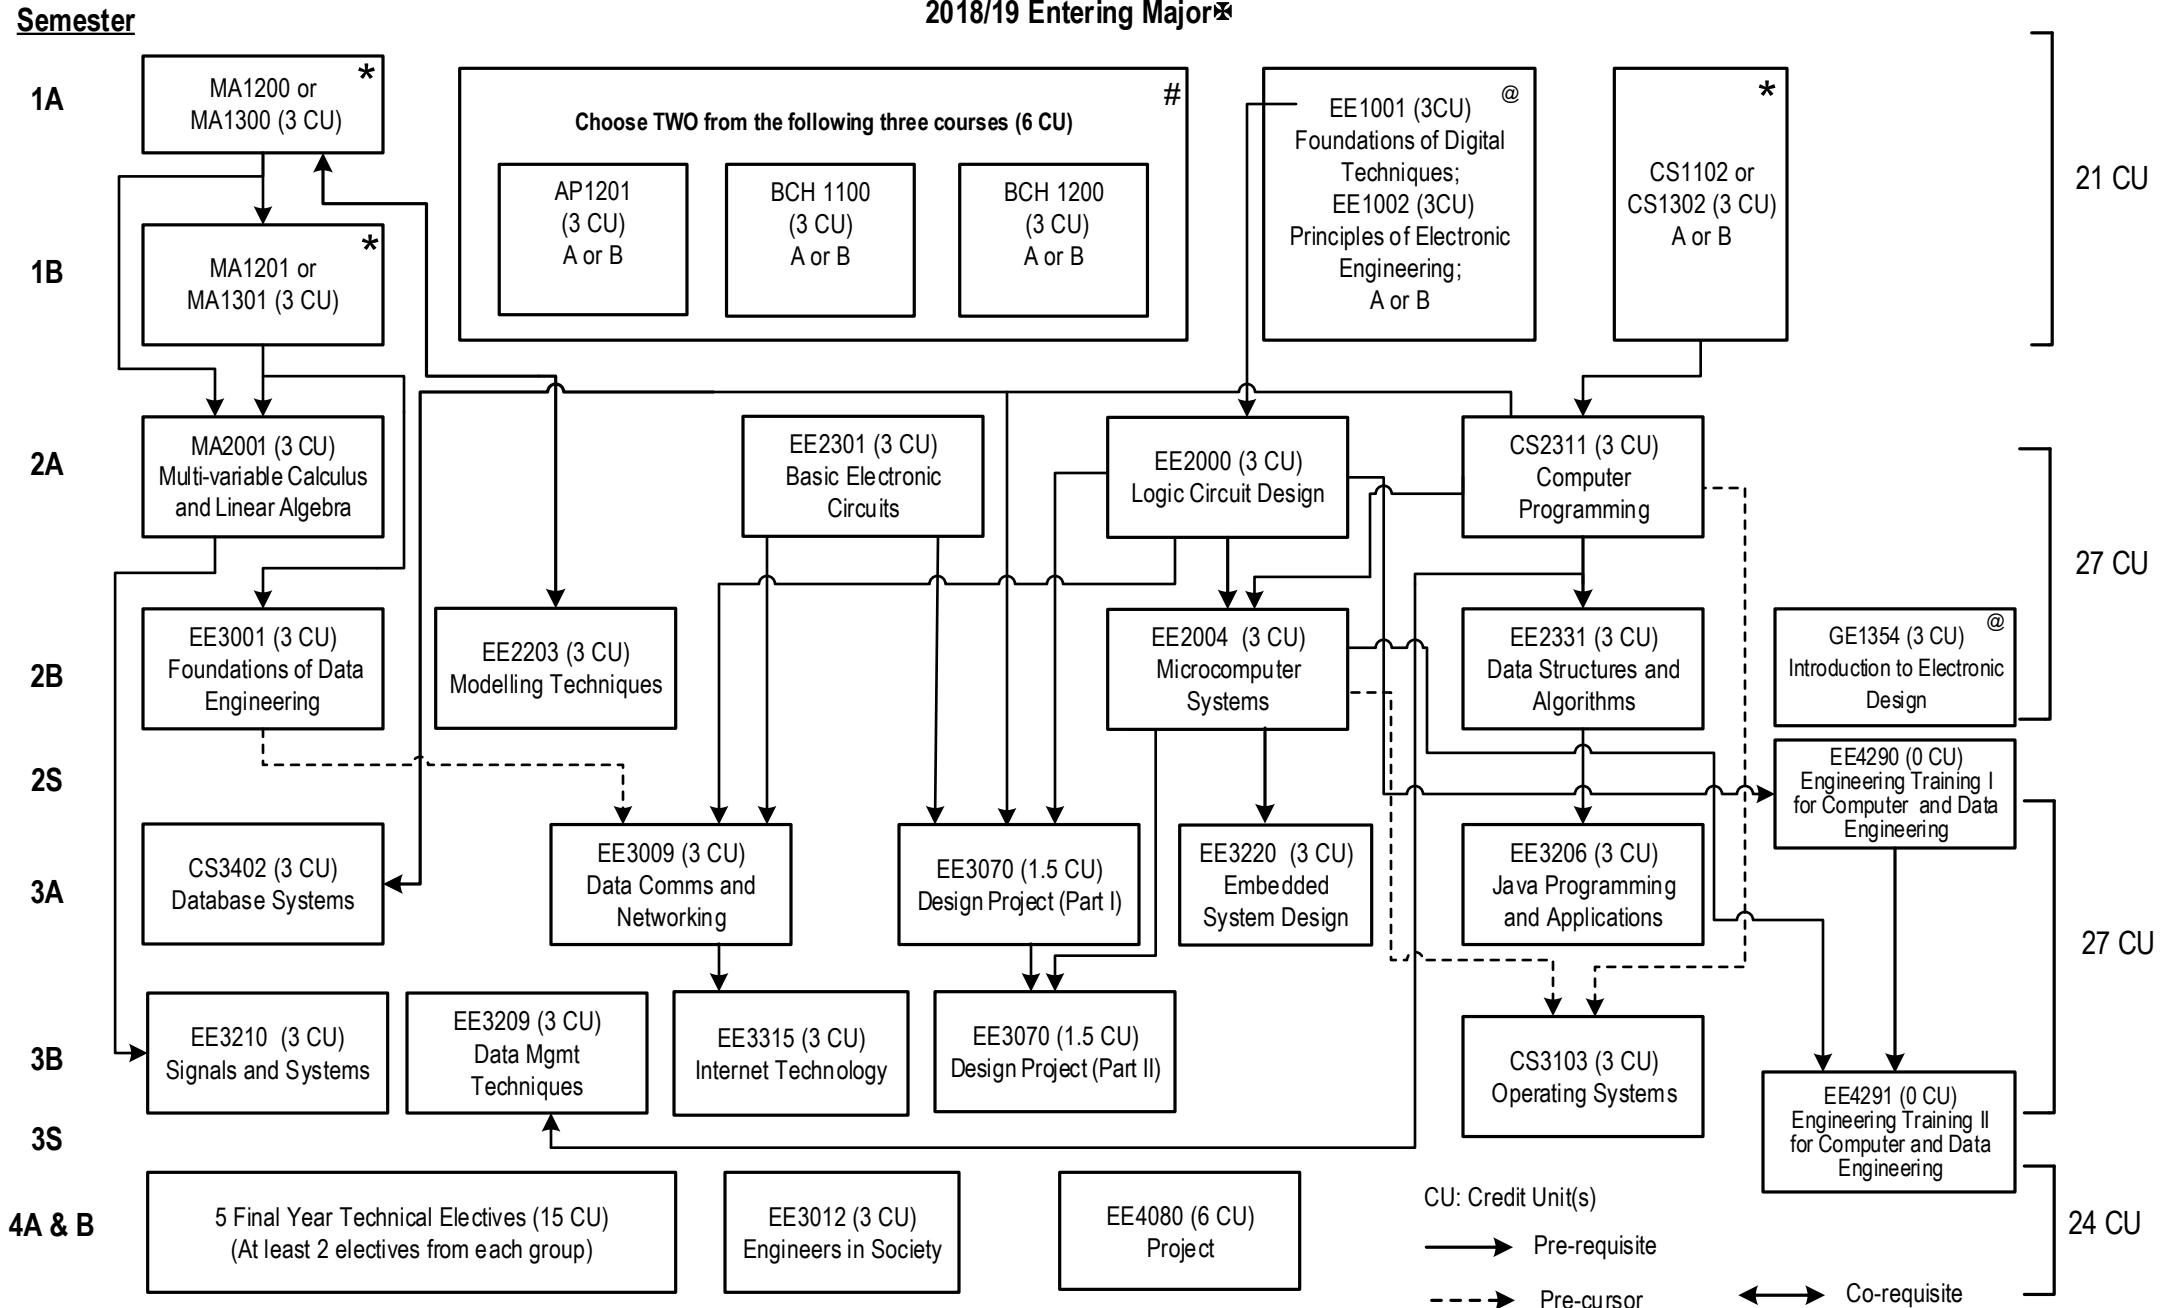 Semester
2018/19 Entering Major✠
1A
MA1200 or
MA1300 (3 CU)
*
#
Choose TWO from the following three courses (6 CU)
AP1201
(3 CU)
A or B
BCH 1100
(3 CU)
A or B
BCH 1200
(3 CU)
A or B
@
EE1001 (3CU)
Foundations of Digital
Techniques;
EE1002 (3CU)
Principles of Electronic
Engineering;
A or B
*
CS1102 or
CS1302 (3 CU)
A or B
21 CU
1B
*
MA1201 or
MA1301 (3 CU)
2A
MA2001 (3 CU)
Multi-variable Calculus
and Linear Algebra
EE2301 (3 CU)
Basic Electronic
Circuits
EE2000 (3 CU)
Logic Circuit Design
CS2311 (3 CU)
Computer
Programming
27 CU
2B
EE3001 (3 CU)
Foundations of Data
Engineering
EE2203 (3 CU)
Modelling Techniques
EE2004 (3 CU)
Microcomputer
Systems
EE2331 (3 CU)
Data Structures and
Algorithms
@
GE1354 (3 CU)
Introduction to Electronic
Design
2S
EE4290 (0 CU)
Engineering Training I
for Computer and Data
Engineering
3A
CS3402 (3 CU)
Database Systems
EE3009 (3 CU)
Data Comms and
Networking
EE3070 (1.5 CU)
Design Project (Part I)
EE3220 (3 CU)
Embedded
System Design
EE3206 (3 CU)
Java Programming
and Applications
27 CU
3B
EE3210 (3 CU)
Signals and Systems
EE3209 (3 CU)
Data Mgmt
Techniques
EE3315 (3 CU)
Internet Technology
EE3070 (1.5 CU)
Design Project (Part II)
CS3103 (3 CU)
Operating Systems
3S
EE4291 (0 CU)
Engineering Training II
for Computer and Data
Engineering
4A & B
5 Final Year Technical Electives (15 CU)
(At least 2 electives from each group)
EE3012 (3 CU)
Engineers in Society
EE4080 (6 CU)
Project
24 CU
CU: Credit Unit(s)
Pre-requisite
Pre-cursor
Co-requisite